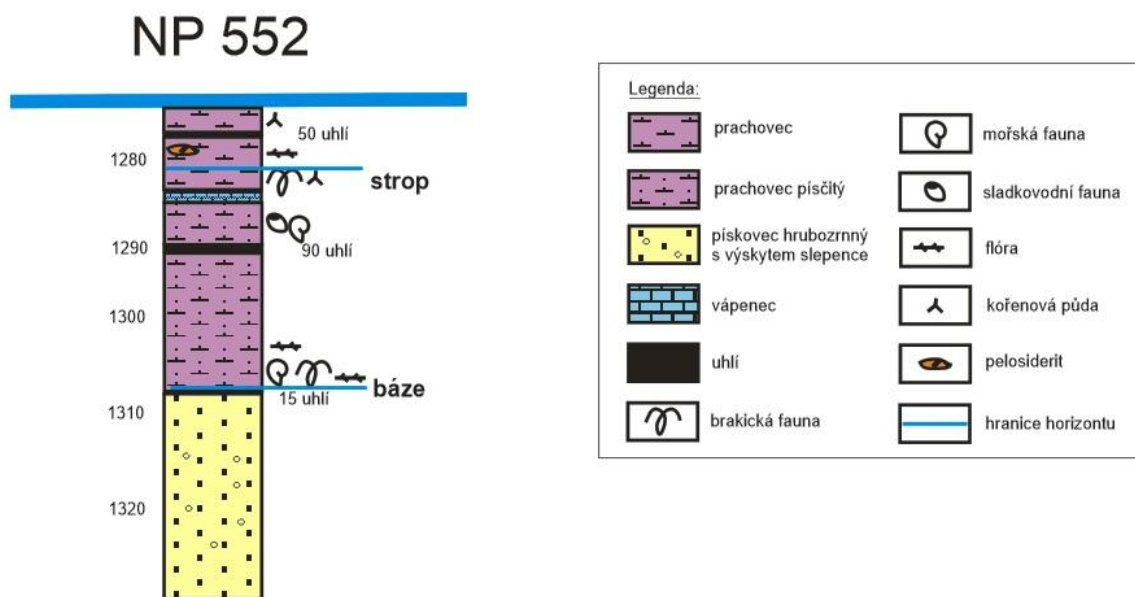 NP 552
50 uhlí
1280
strop
1290
90 uhlí
1300
báze
15 uhlí
1310
1320
Legenda:
prachovec
prachovec písčitý
pískovec hrubozrnný
s výskytem slepence
vápenec
uhlí
brakická fauna
mořská fauna
sladkovodní fauna
flóra
kořenová půda
pelosiderit
hranice horizontu